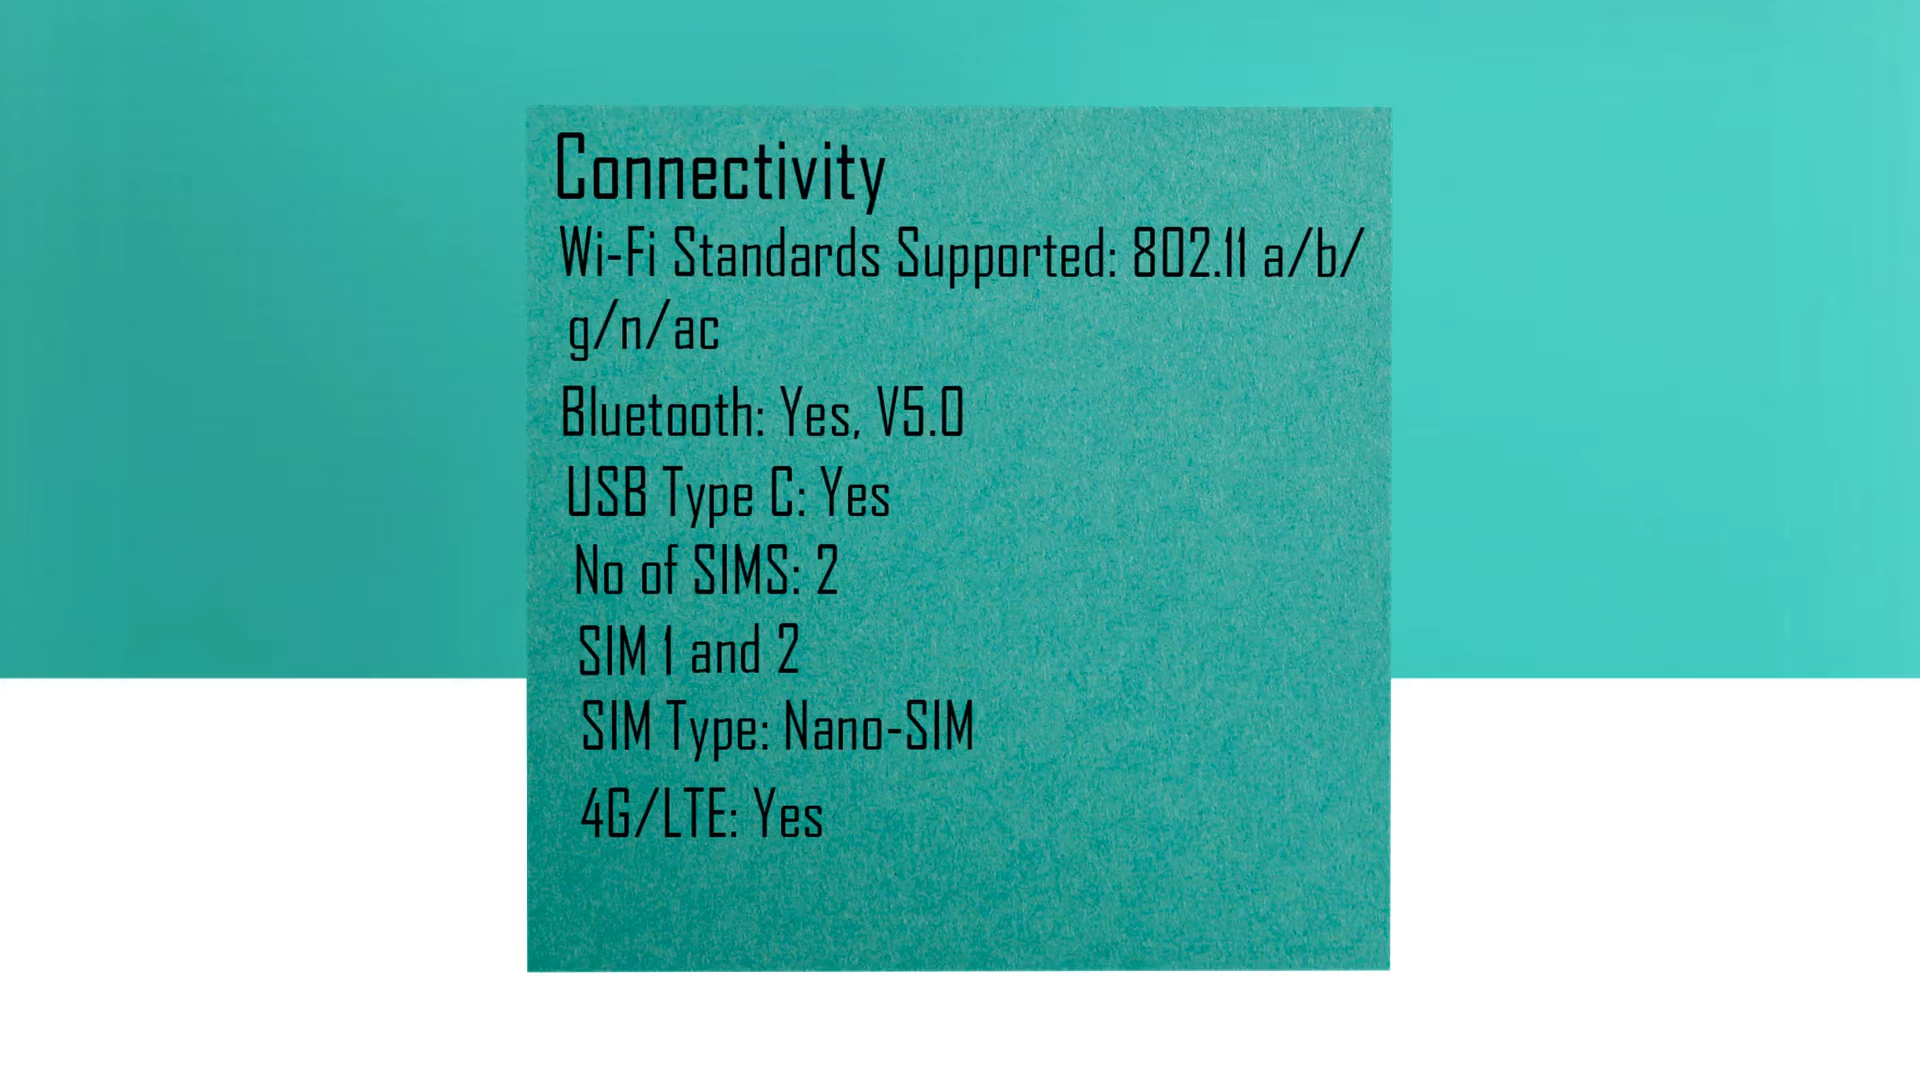 Connectivity
Wi-Fi Standards Supported: 802.11 a/b/
g/n/ac
Bluetooth: Yes, V5.0
USB Type C: Yes
No of SIMS: 2
SIM 1 and 2
SIM Type: Nano-SIM
4G/LTE: Yes